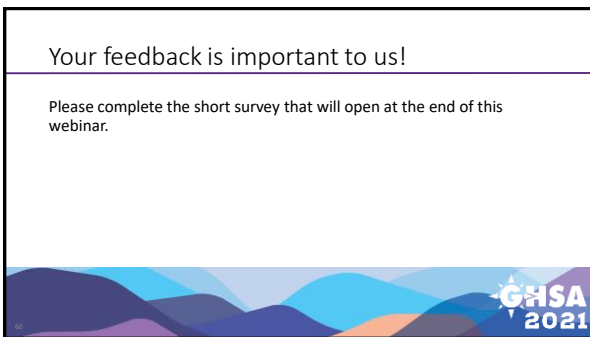 Your feedback is important to us!
Please complete the short survey that will open at the end of this
webinar.
60
GHSA
2021